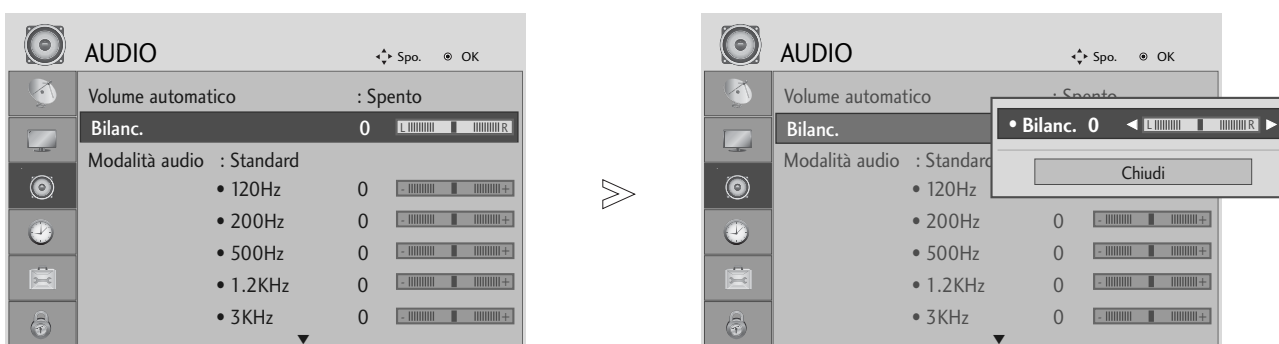 AUDIO
Spo. OK
Volume automatico : Spento
Bilanc. 0 L R
Modalità audio : Standard
• 120Hz 0 - +
• 200Hz 0 - +
• 500Hz 0 - +
• 1.2KHz 0 - +
• 3KHz 0 - +
AUDIO
Spo. OK
Volume automatico : Spento
Bilanc.
• Bilanc. 0 L R
Modalità audio : Standard
Chiudi
• 120Hz
• 200Hz 0 - +
• 500Hz 0 - +
• 1.2KHz 0 - +
• 3KHz 0 - +